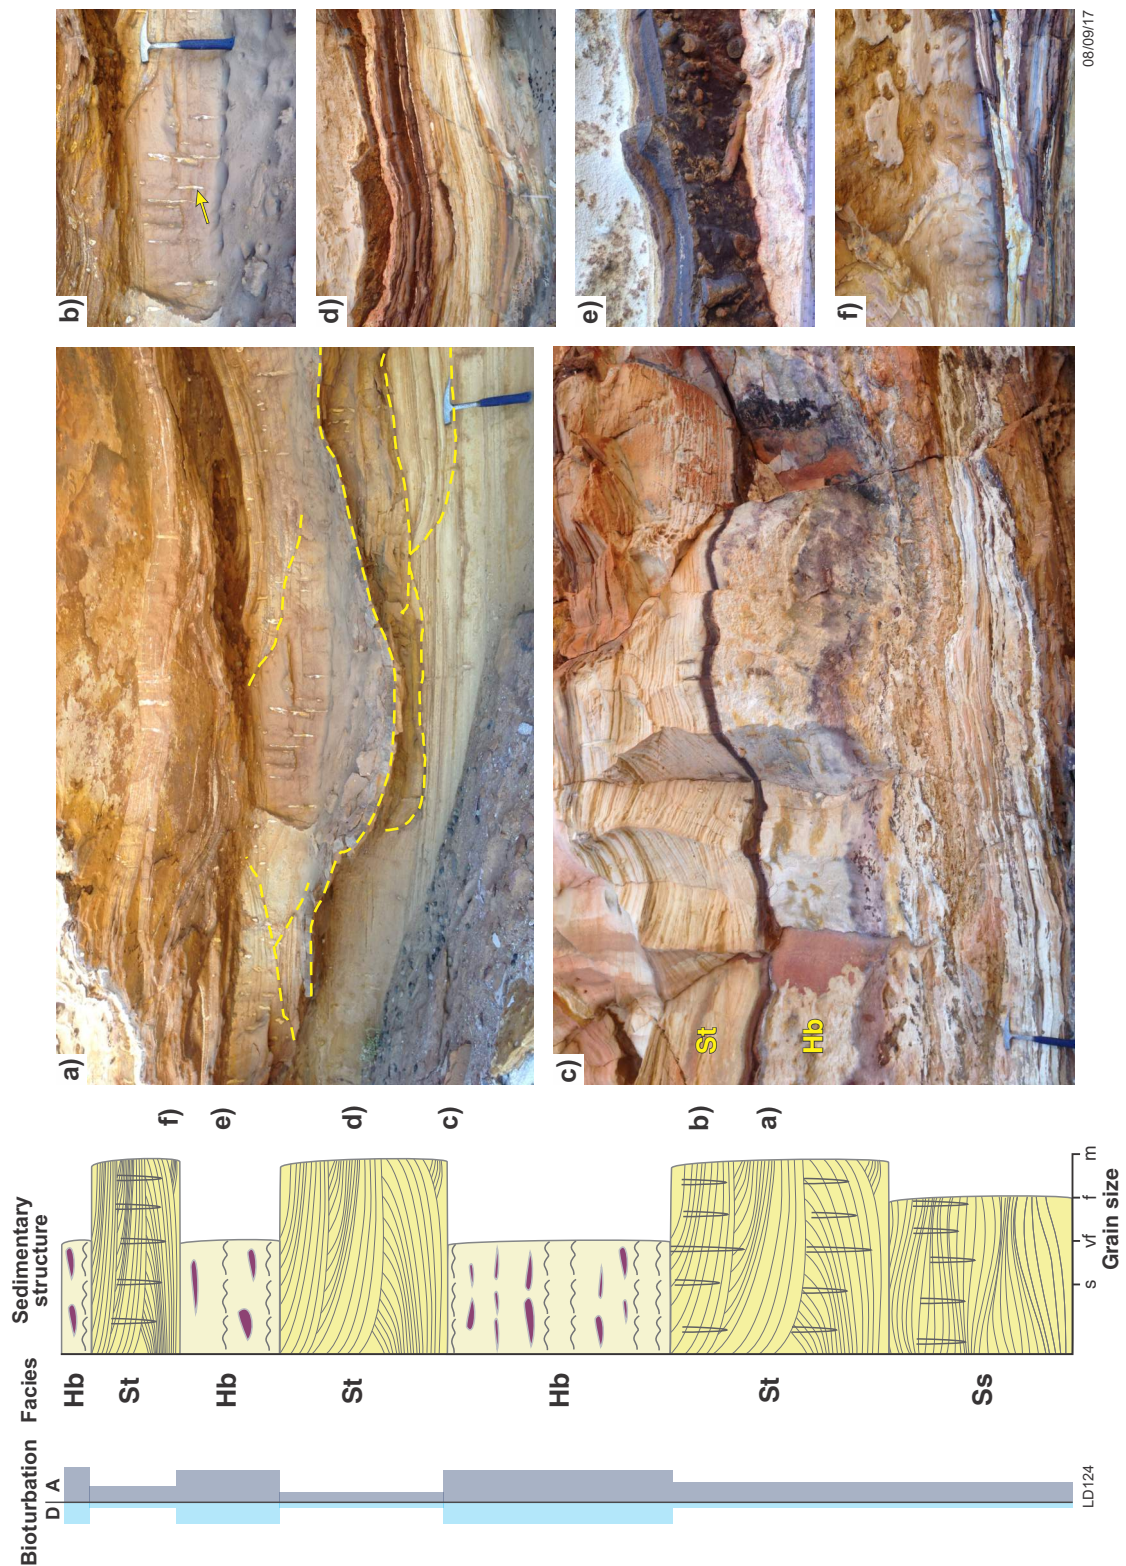 Bioturbation
D | A
Facies
Sedimentary
structure
Hb
St
Hb
St
Hb
St
Ss
f)
e)
d)
c)
b)
a)
s
vf
f
m
Grain size
LD124
a)
b)
c)
St
Hb
d)
e)
f)
08/09/17